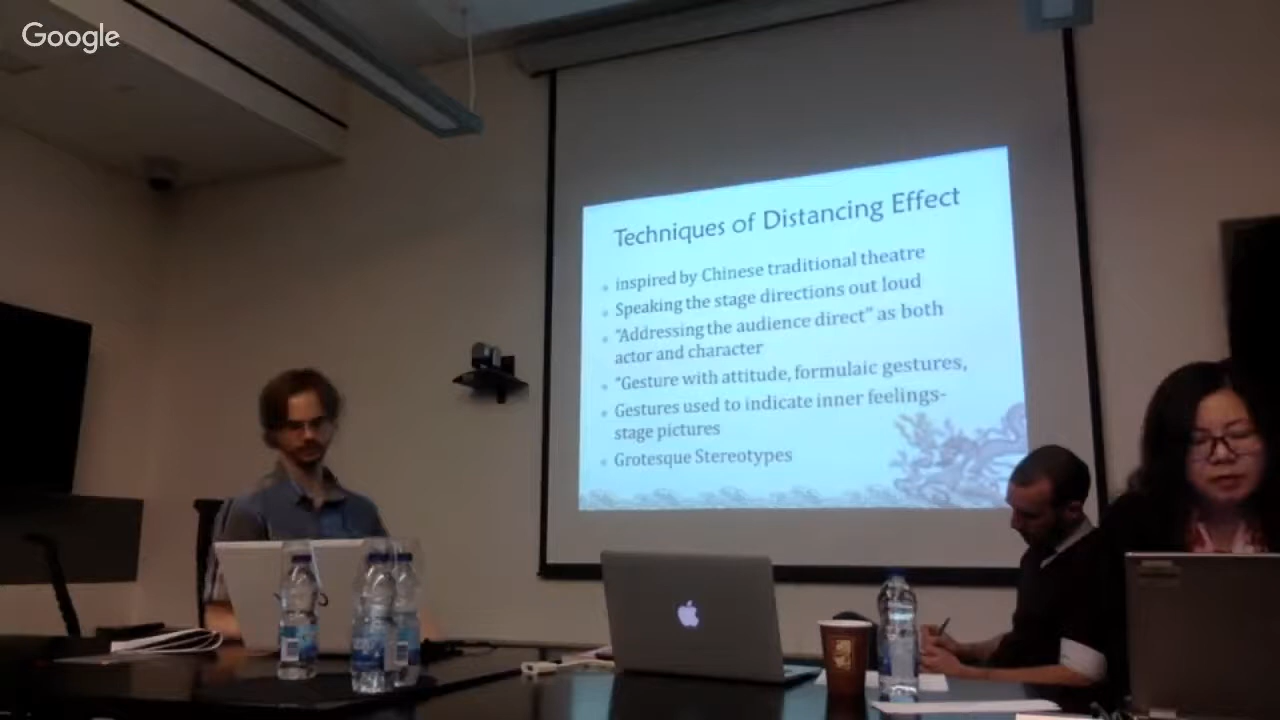 Google
Techniques of Distancing Effect
inspired by Chinese traditional theatre
Speaking the stage directions out loud
“Addressing the audience direct” as both
actor and character
“Gesture with attitude, formulaic gestures,
Gestures used to indicate inner feelings-
stage pictures
Grotesque Stereotypes